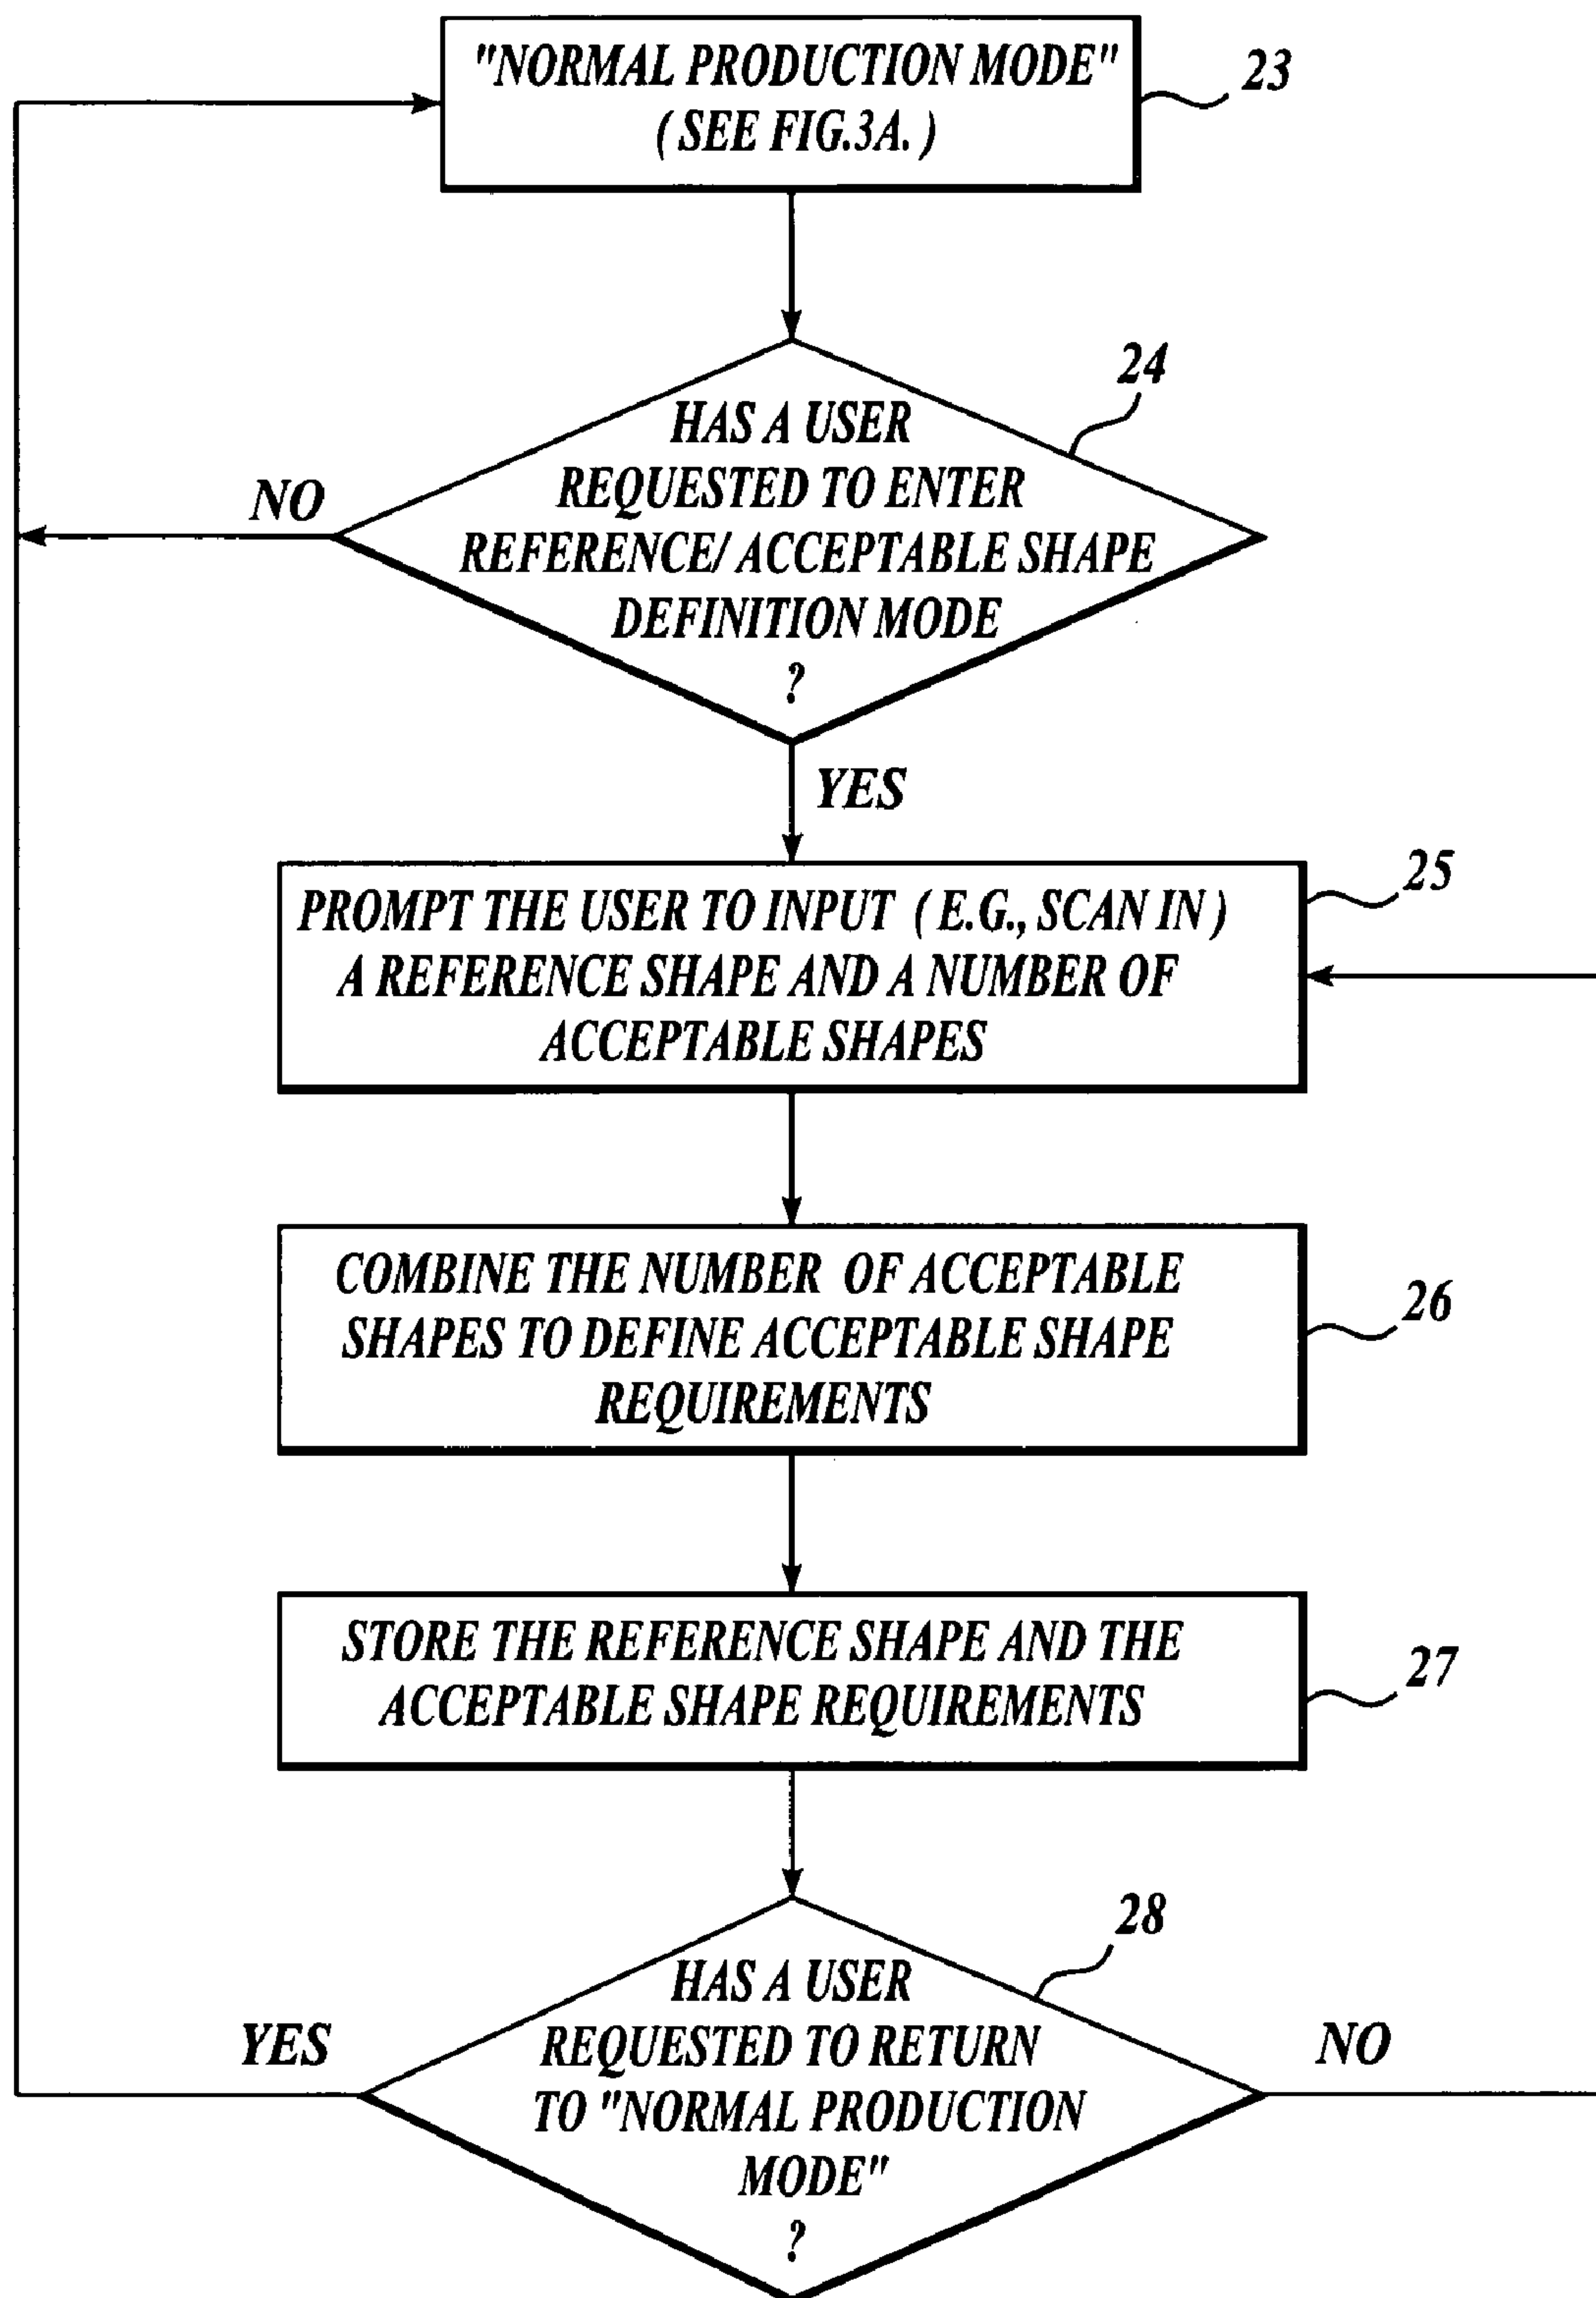 "NORMAL PRODUCTION MODE"
( SEE FIG.3A. )
23
24
HAS A USER
REQUESTED TO ENTER
REFERENCE/ ACCEPTABLE SHAPE
DEFINITION MODE
?
NO
YES
25
PROMPT THE USER TO INPUT ( E.G., SCAN IN )
A REFERENCE SHAPE AND A NUMBER OF
ACCEPTABLE SHAPES
COMBINE THE NUMBER OF ACCEPTABLE
SHAPES TO DEFINE ACCEPTABLE SHAPE
REQUIREMENTS
26
STORE THE REFERENCE SHAPE AND THE
ACCEPTABLE SHAPE REQUIREMENTS
27
28
HAS A USER
REQUESTED TO RETURN
TO "NORMAL PRODUCTION
MODE"
?
YES
NO